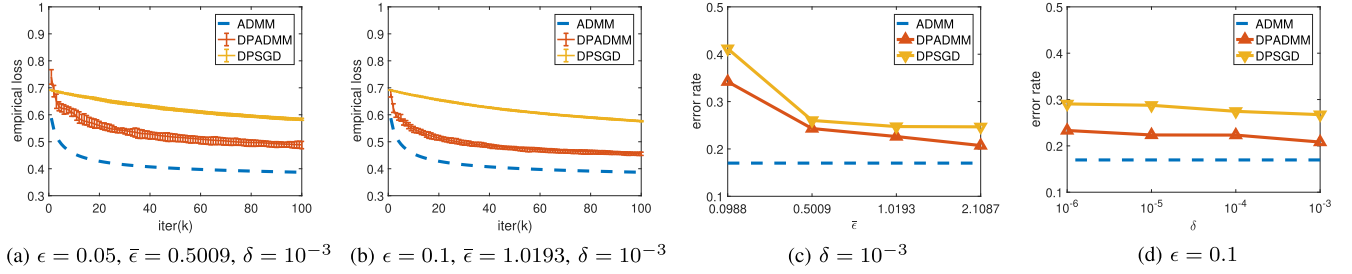 1
0.9
0.8
0.7
0.6
0.5
0.4
0.3
empirical loss
0 20 40 60 80 100
iter(k)
ADMM
DPADMM
DPSGD
(a) ϵ = 0.05, ϵ̄ = 0.5009, δ = 10⁻³
1
0.9
0.8
0.7
0.6
0.5
0.4
0.3
empirical loss
0 20 40 60 80 100
iter(k)
ADMM
DPADMM
DPSGD
(b) ϵ = 0.1, ϵ̄ = 1.0193, δ = 10⁻³
0.5
0.4
0.3
0.2
0.1
error rate
0.0988 0.5009 1.0193 2.1087
ϵ̄
ADMM
DPADMM
DPSGD
(c) δ = 10⁻³
0.5
0.4
0.3
0.2
0.1
error rate
10⁻⁶ 10⁻⁵ 10⁻⁴ 10⁻³
δ
ADMM
DPADMM
DPSGD
(d) ϵ = 0.1